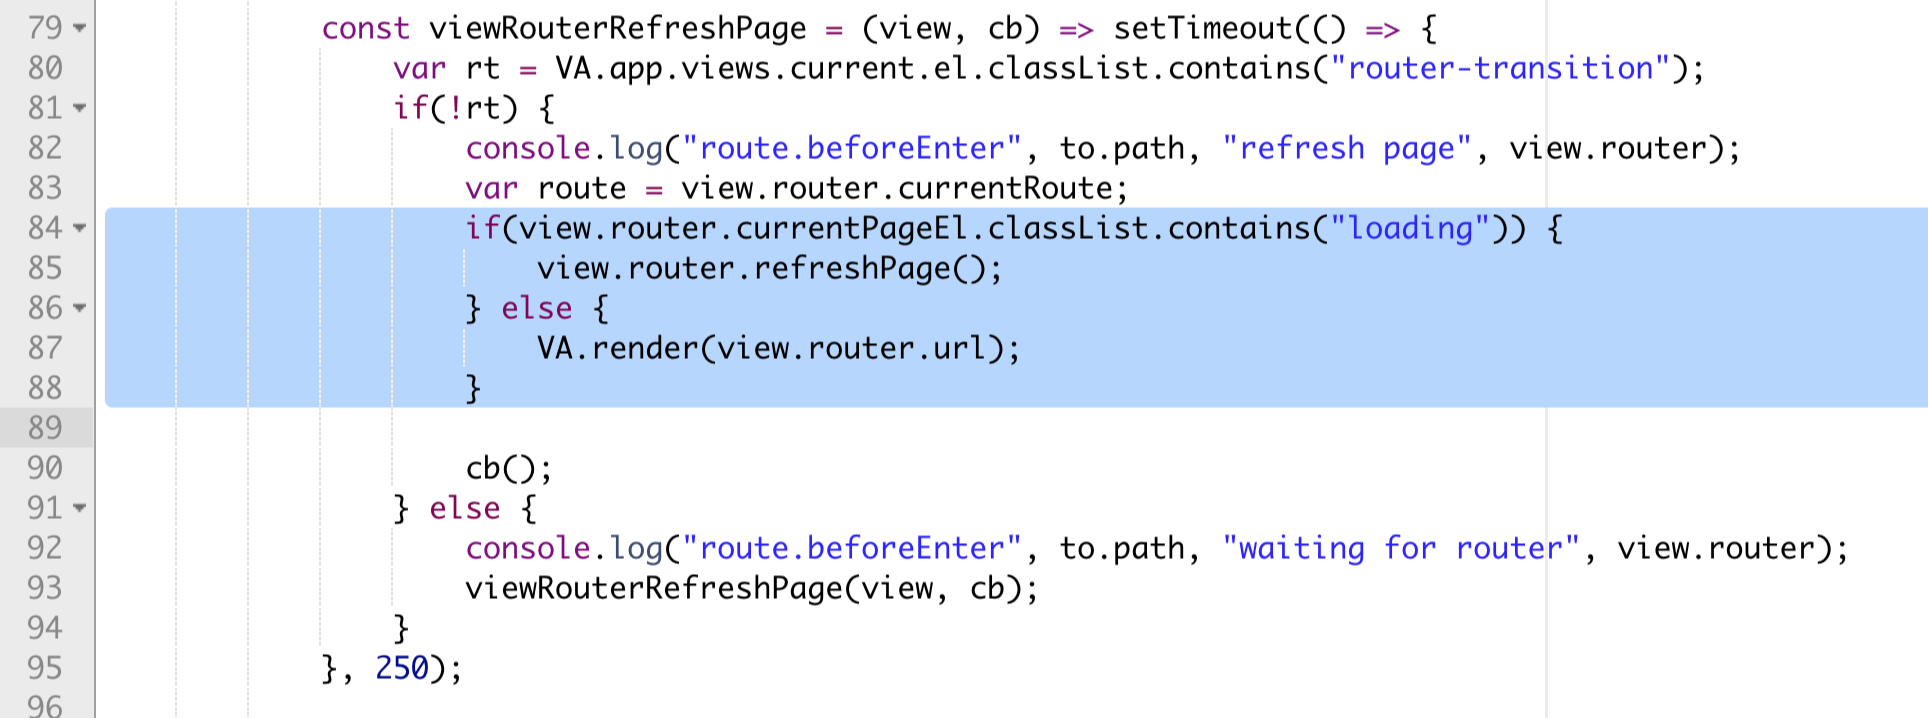 79 const viewRouterRefreshPage = (view, cb) => setTimeout(() => {
80 var rt = VA.app.views.current.el.classList.contains("router-transition");
81 if(!rt) {
82 console.log("route.beforeEnter", to.path, "refresh page", view.router);
83 var route = view.router.currentRoute;
84 if(view.router.currentPageEl.classList.contains("loading")) {
85 view.router.refreshPage();
86 } else {
87 VA.render(view.router.url);
88 }
89
90 cb();
91 } else {
92 console.log("route.beforeEnter", to.path, "waiting for router", view.router);
93 viewRouterRefreshPage(view, cb);
94 }
95 }, 250);
96